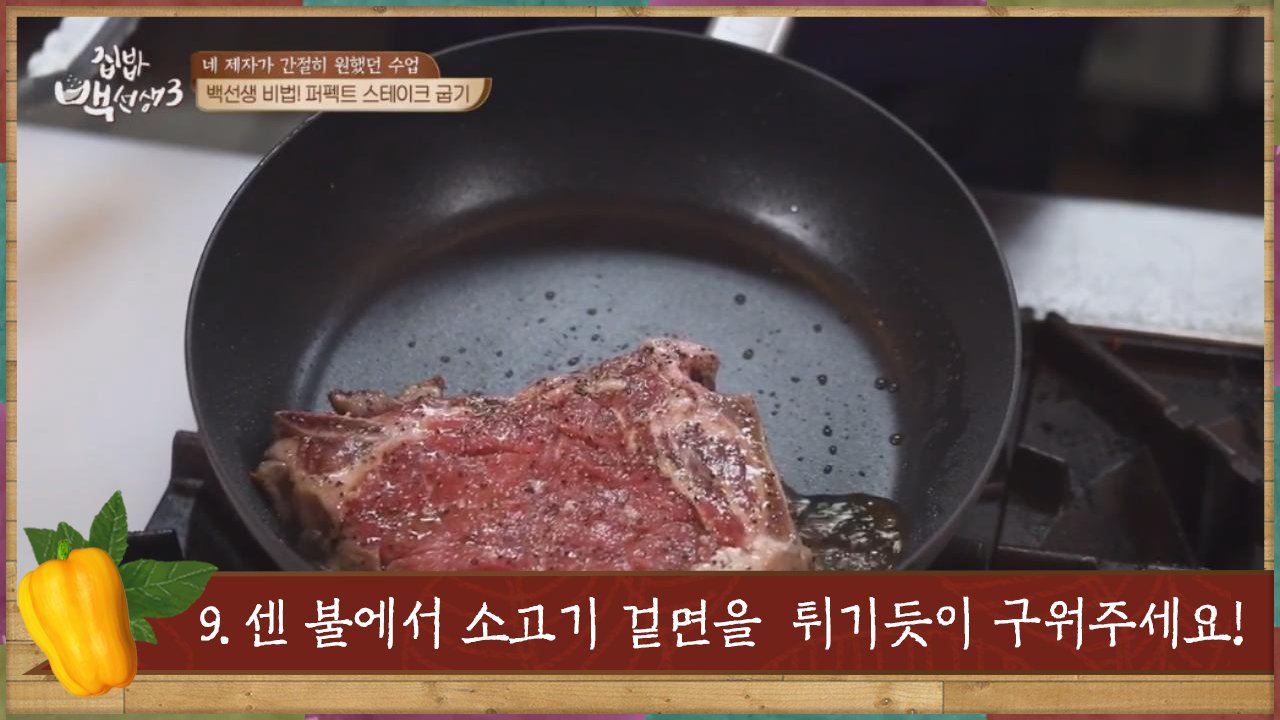 집밥
백선생3
네 제자가 간절히 원했던 수업
백선생 비법! 퍼펙트 스테이크 굽기
9. 센 불에서 소고기 겉면을 튀기듯이 구워주세요!